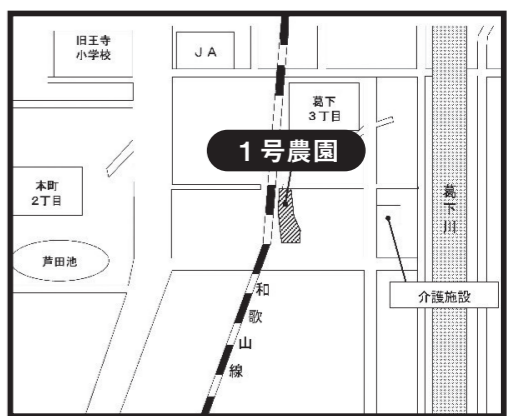 旧王寺
小学校
JA
葛下
3丁目
1号農園
本町
2丁目
葛下川
芦田池
介護施設
和歌山線